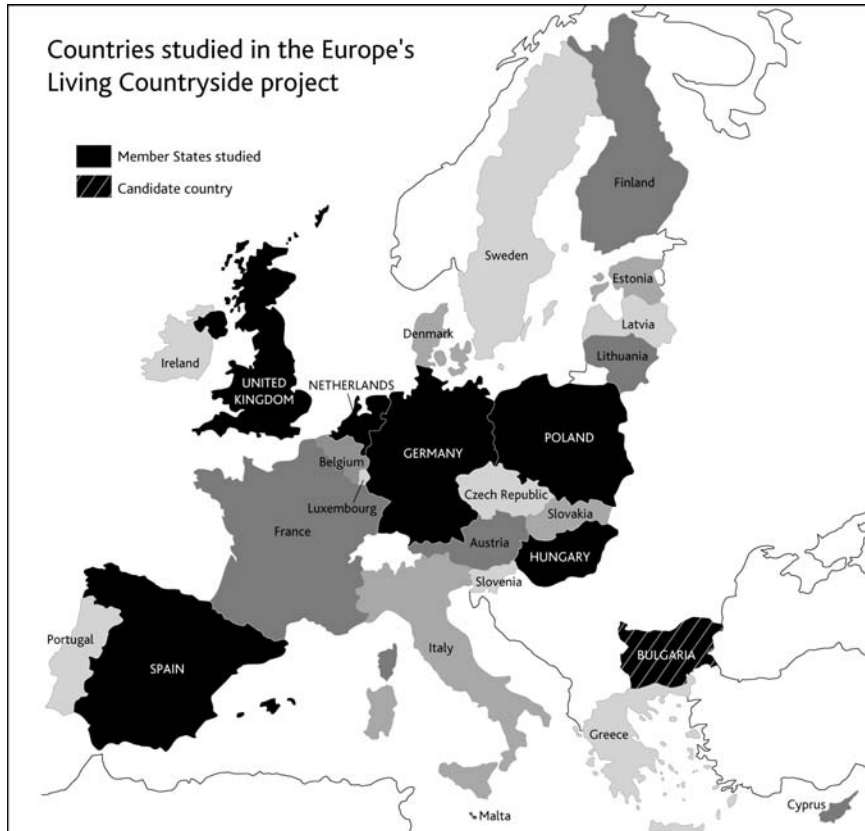 Countries studied in the Europe's
Living Countryside project
Member States studied
Candidate country
Finland
Sweden
Estonia
Latvia
Denmark
Lithuania
Ireland
UNITED
KINGDOM
NETHERLANDS
POLAND
GERMANY
Belgium
Czech Republic
Luxembourg
Slovakia
France
Austria
HUNGARY
Slovenia
Portugal
Italy
BULGARIA
SPAIN
Greece
Cyprus
Malta